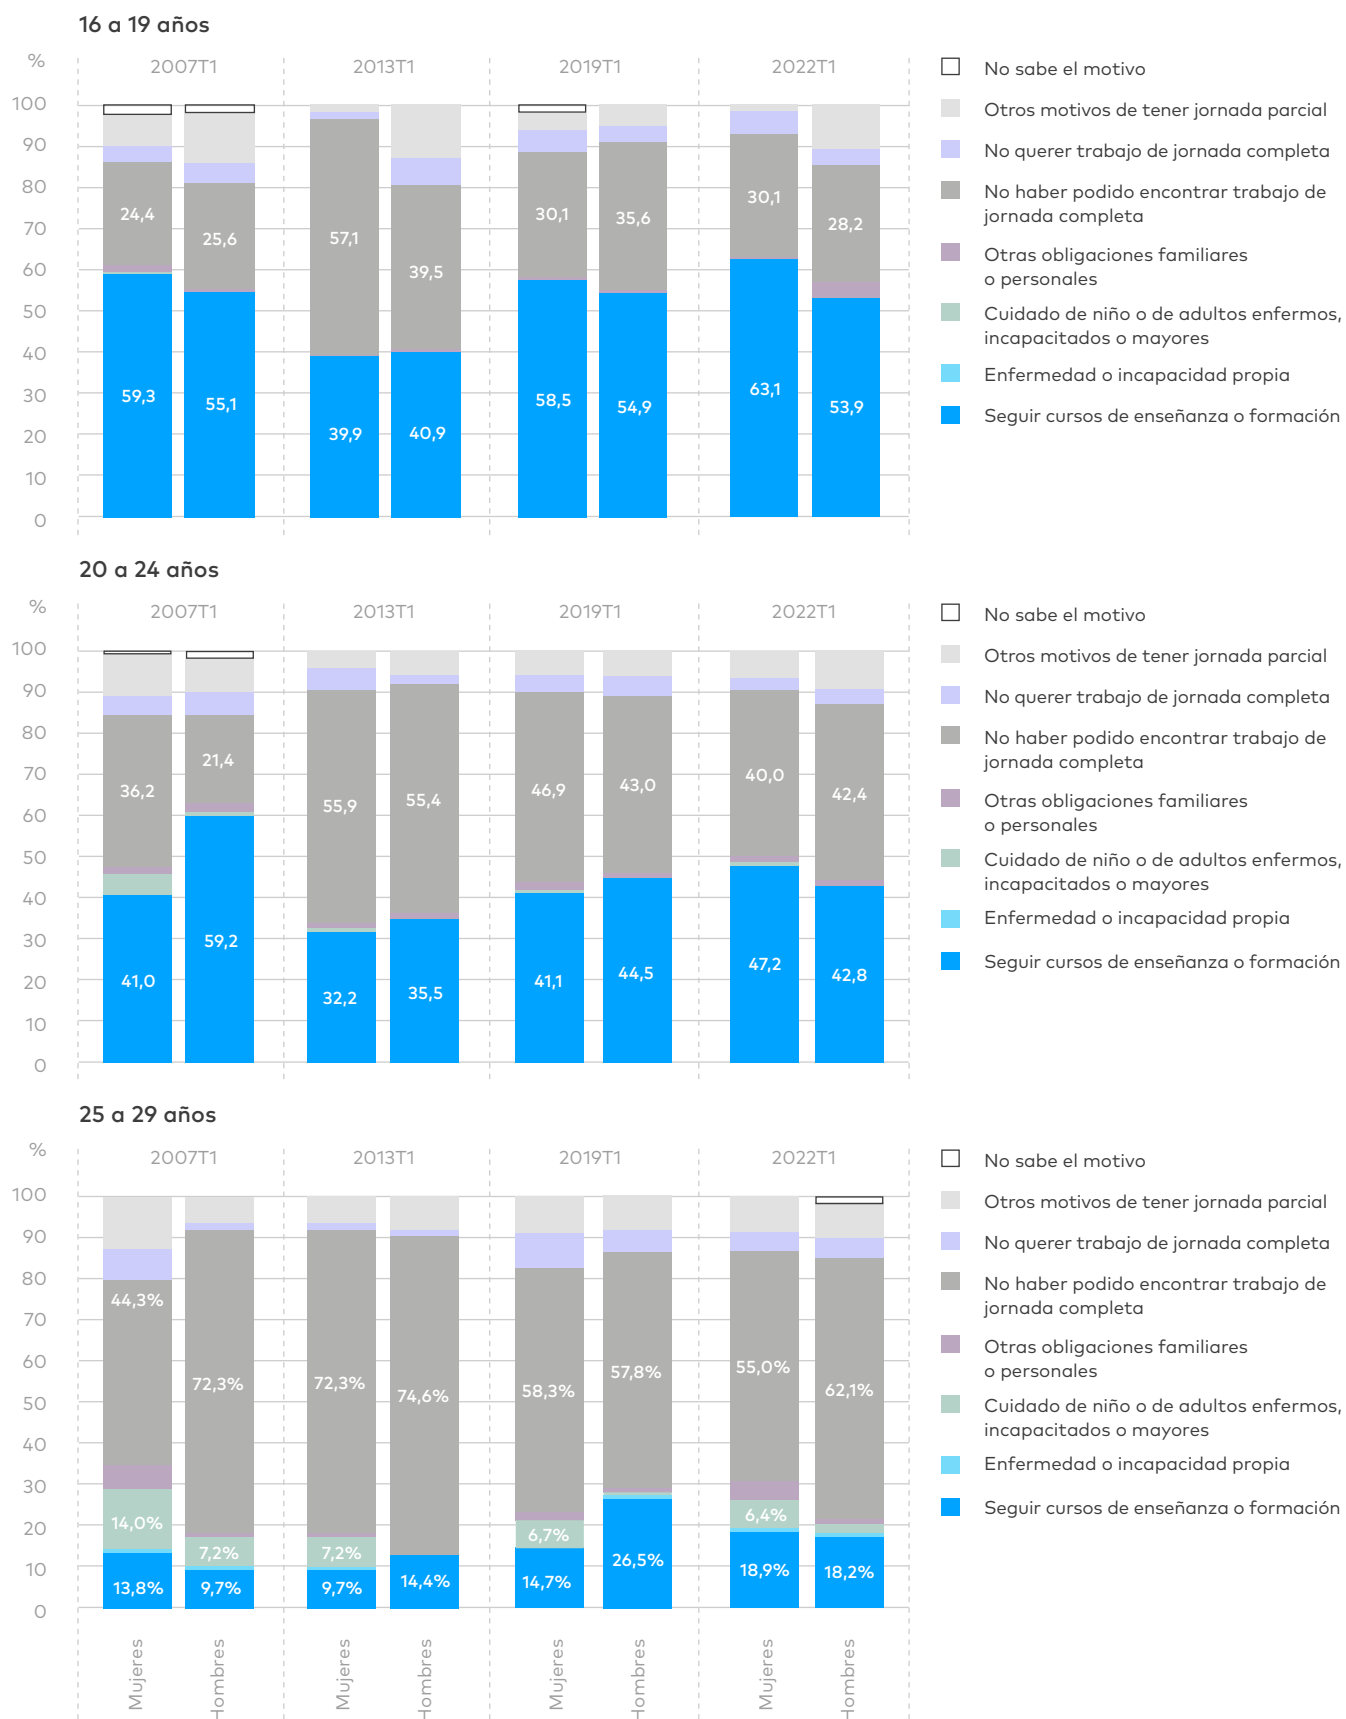 16 a 19 años
%
2007T1
2013T1
2019T1
2022T1
100
90
80
70
60
50
40
30
20
10
0
24,4
59,3
25,6
55,1
57,1
39,9
39,5
40,9
30,1
58,5
35,6
54,9
30,1
63,1
28,2
53,9
No sabe el motivo
Otros motivos de tener jornada parcial
No querer trabajo de jornada completa
No haber podido encontrar trabajo de
jornada completa
Otras obligaciones familiares
o personales
Cuidado de niño o de adultos enfermos,
incapacitados o mayores
Enfermedad o incapacidad propia
Seguir cursos de enseñanza o formación
20 a 24 años
%
2007T1
2013T1
2019T1
2022T1
100
90
80
70
60
50
40
30
20
10
0
36,2
41,0
21,4
59,2
55,9
32,2
55,4
35,5
46,9
41,1
43,0
44,5
40,0
47,2
42,4
42,8
No sabe el motivo
Otros motivos de tener jornada parcial
No querer trabajo de jornada completa
No haber podido encontrar trabajo de
jornada completa
Otras obligaciones familiares
o personales
Cuidado de niño o de adultos enfermos,
incapacitados o mayores
Enfermedad o incapacidad propia
Seguir cursos de enseñanza o formación
25 a 29 años
%
2007T1
2013T1
2019T1
2022T1
100
90
80
70
60
50
40
30
20
10
0
44,3%
14,0%
13,8%
72,3%
7,2%
9,7%
72,3%
7,2%
9,7%
74,6%
14,4%
58,3%
6,7%
14,7%
57,8%
26,5%
55,0%
6,4%
18,9%
62,1%
18,2%
Mujeres
Hombres
Mujeres
Hombres
Mujeres
Hombres
Mujeres
Hombres
No sabe el motivo
Otros motivos de tener jornada parcial
No querer trabajo de jornada completa
No haber podido encontrar trabajo de
jornada completa
Otras obligaciones familiares
o personales
Cuidado de niño o de adultos enfermos,
incapacitados o mayores
Enfermedad o incapacidad propia
Seguir cursos de enseñanza o formación